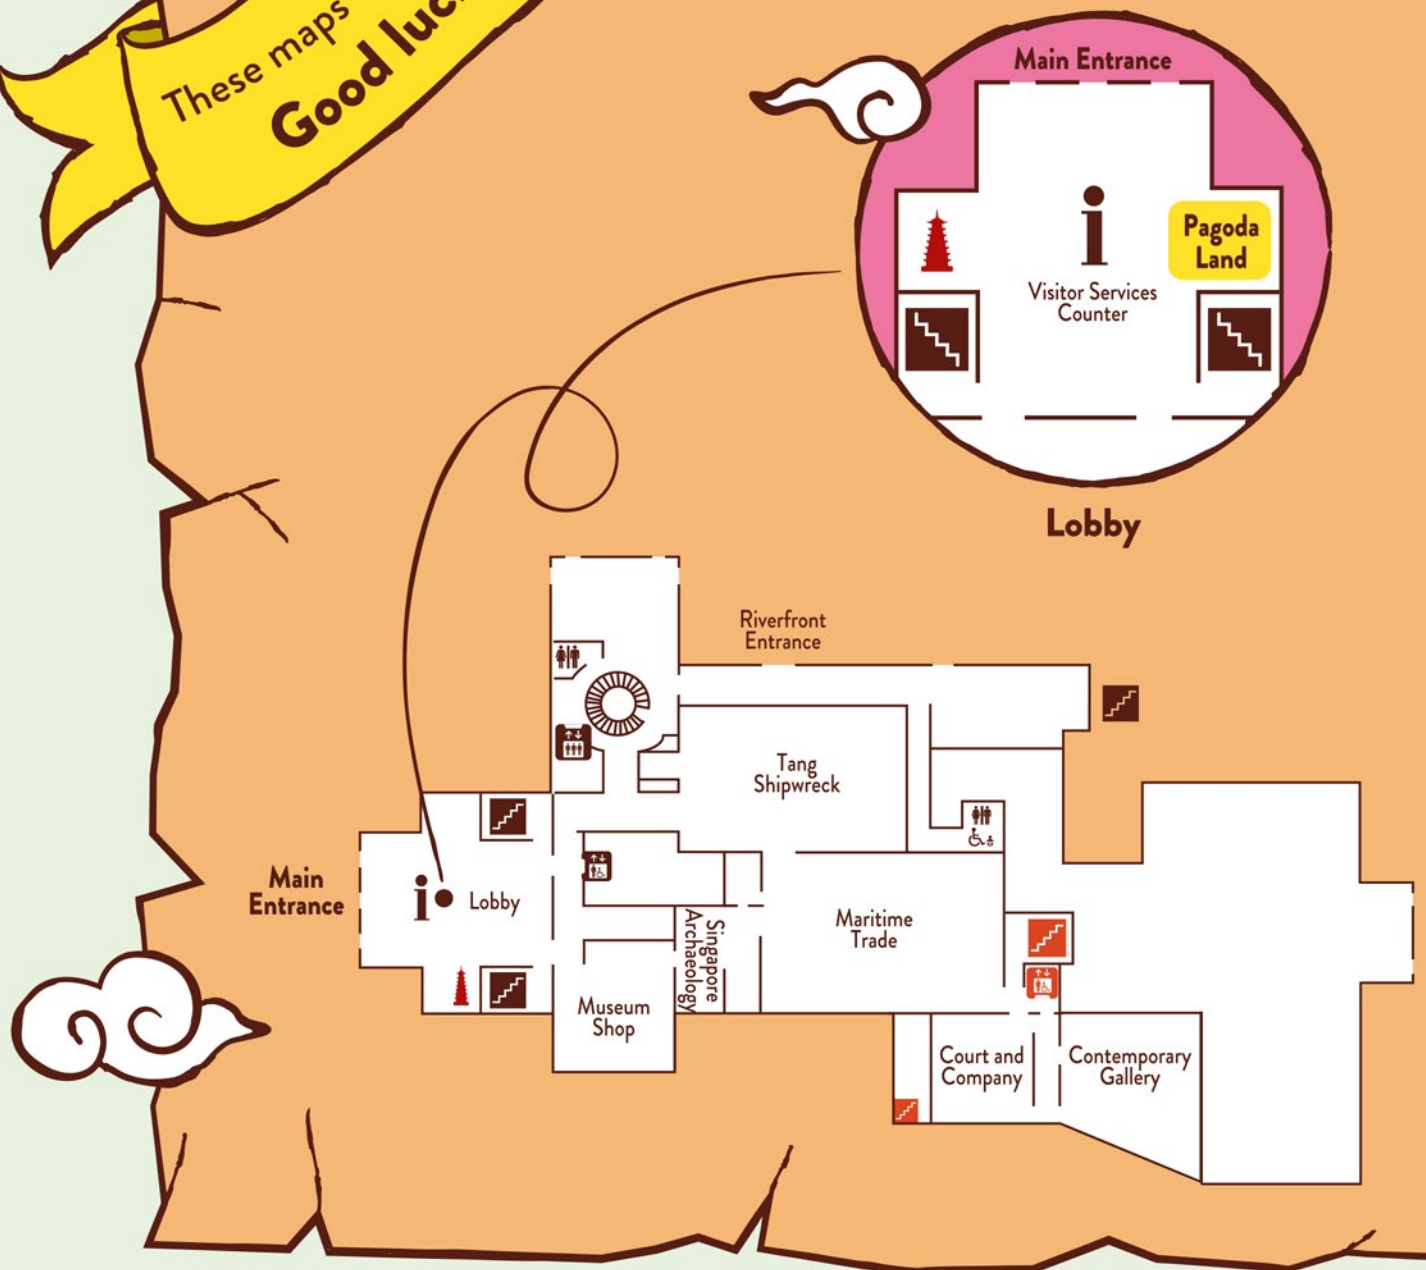 These maps
Good luc
Main Entrance
i
Pagoda
Land
Visitor Services
Counter
Lobby
Riverfront
Entrance
Tang
Shipwreck
Main
Entrance
i
Lobby
Maritime
Trade
Singapore
Archaeology
Museum
Shop
Court and
Company
Contemporary
Gallery